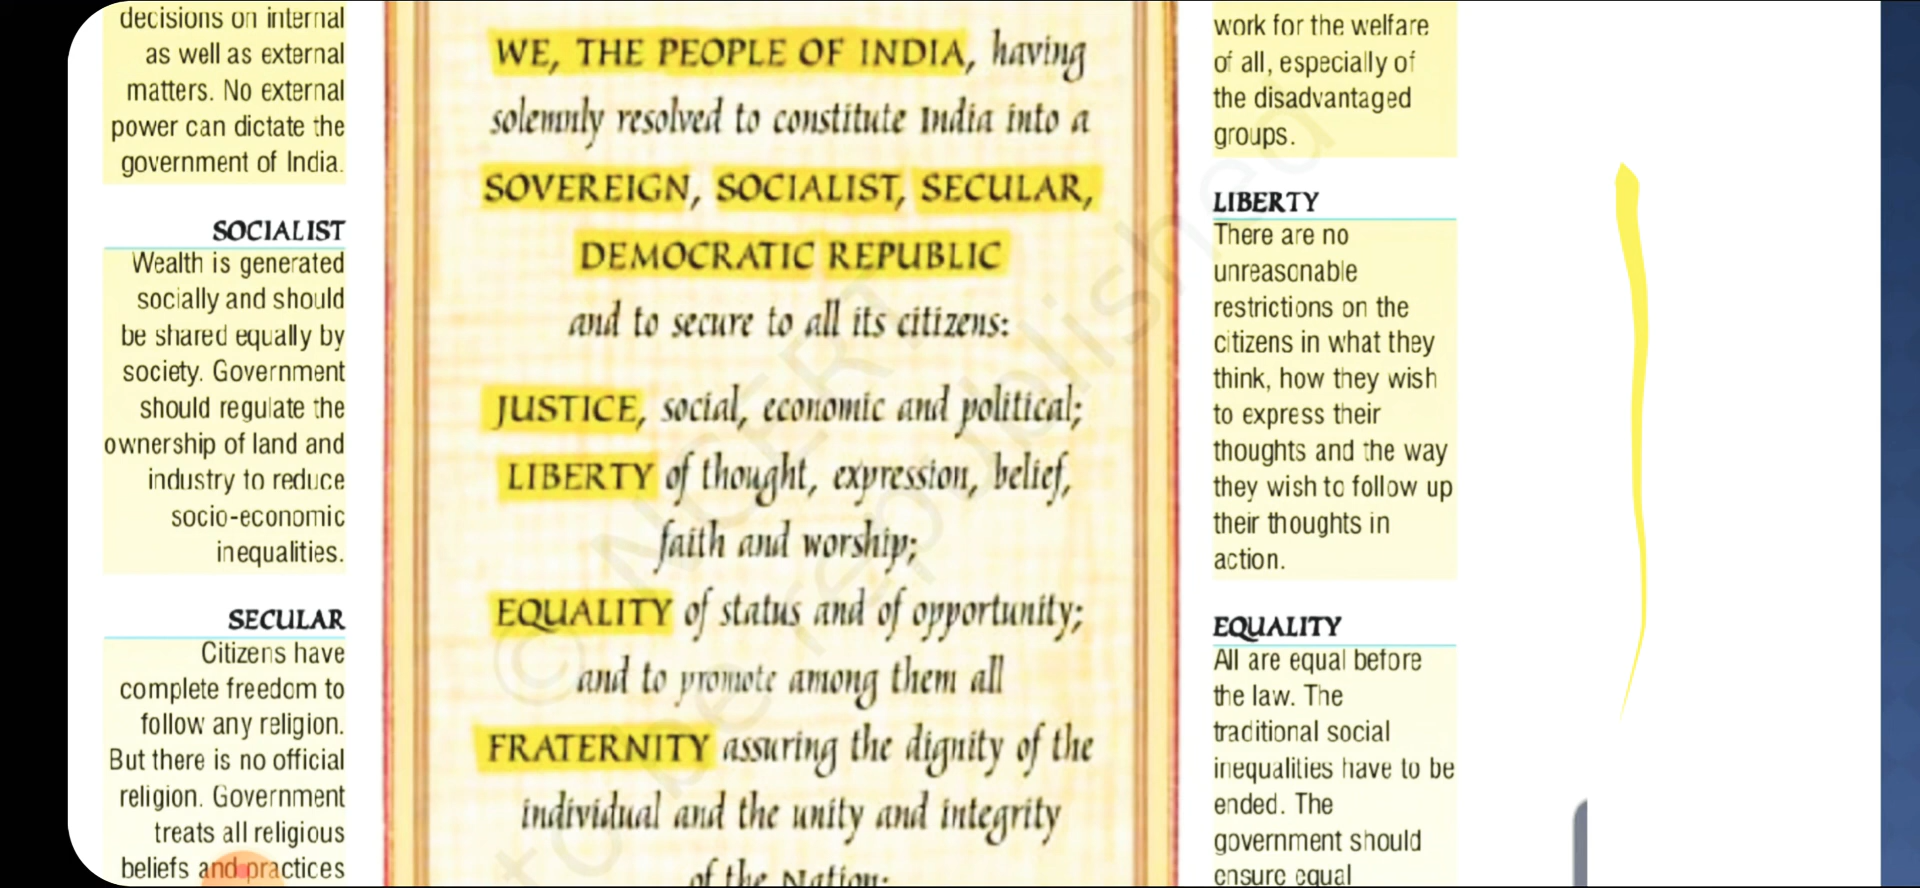 decisions on internal
as well as external
matters. No external
power can dictate the
government of India.
SOCIALIST
Wealth is generated
socially and should
be shared equally by
society. Government
should regulate the
ownership of land and
industry to reduce
socio-economic
inequalities.
SECULAR
Citizens have
complete freedom to
follow any religion.
But there is no official
religion. Government
treats all religious
beliefs and practices
WE, THE PEOPLE OF INDIA, having
solemnly resolved to constitute India into a
SOVEREIGN, SOCIALIST, SECULAR,
DEMOCRATIC REPUBLIC
and to secure to all its citizens:
JUSTICE, social, economic and political;
LIBERTY of thought, expression, belief,
faith and worship;
EQUALITY of status and of opportunity;
and to promote among them all
FRATERNITY assuring the dignity of the
individual and the unity and integrity
of the Nation;
work for the welfare
of all, especially of
the disadvantaged
groups.
LIBERTY
There are no
unreasonable
restrictions on the
citizens in what they
think, how they wish
to express their
thoughts and the way
they wish to follow up
their thoughts in
action.
EQUALITY
All are equal before
the law. The
traditional social
inequalities have to be
ended. The
government should
ensure equal
© NCERT
to be republished